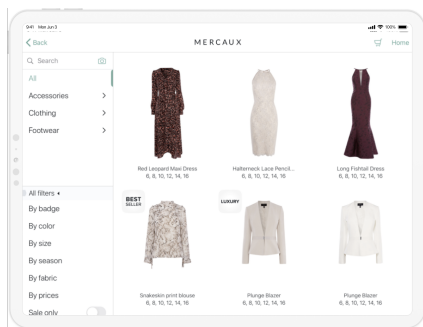 9:41 Mon Jun 3
100%
Back
MERCAUX
Home
Search
All
Accessories
Clothing
Footwear
All filters
By badge
By color
By size
By season
By fabric
By prices
Sale only
Red Leopard Maxi Dress
6, 8, 10, 12, 14, 16
Halterneck Lace Pencil...
6, 8, 10, 12, 14, 16
Long Fishtail Dress
6, 8, 10, 12, 14, 16
BEST
SELLER
Snakeskin print blouse
6, 8, 10, 12, 14, 16
LUXURY
Plunge Blazer
6, 8, 10, 12, 14, 16
Plunge Blazer
6, 8, 10, 12, 14, 16